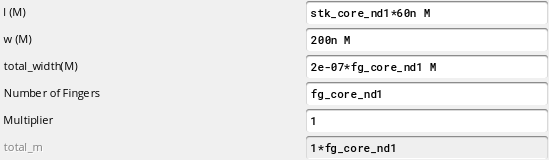 l (M) stk_core_nd1*60n M
w (M) 200n M
total_width(M) 2e-07*fg_core_nd1 M
Number of Fingers fg_core_nd1
Multiplier 1
total_m 1*fg_core_nd1